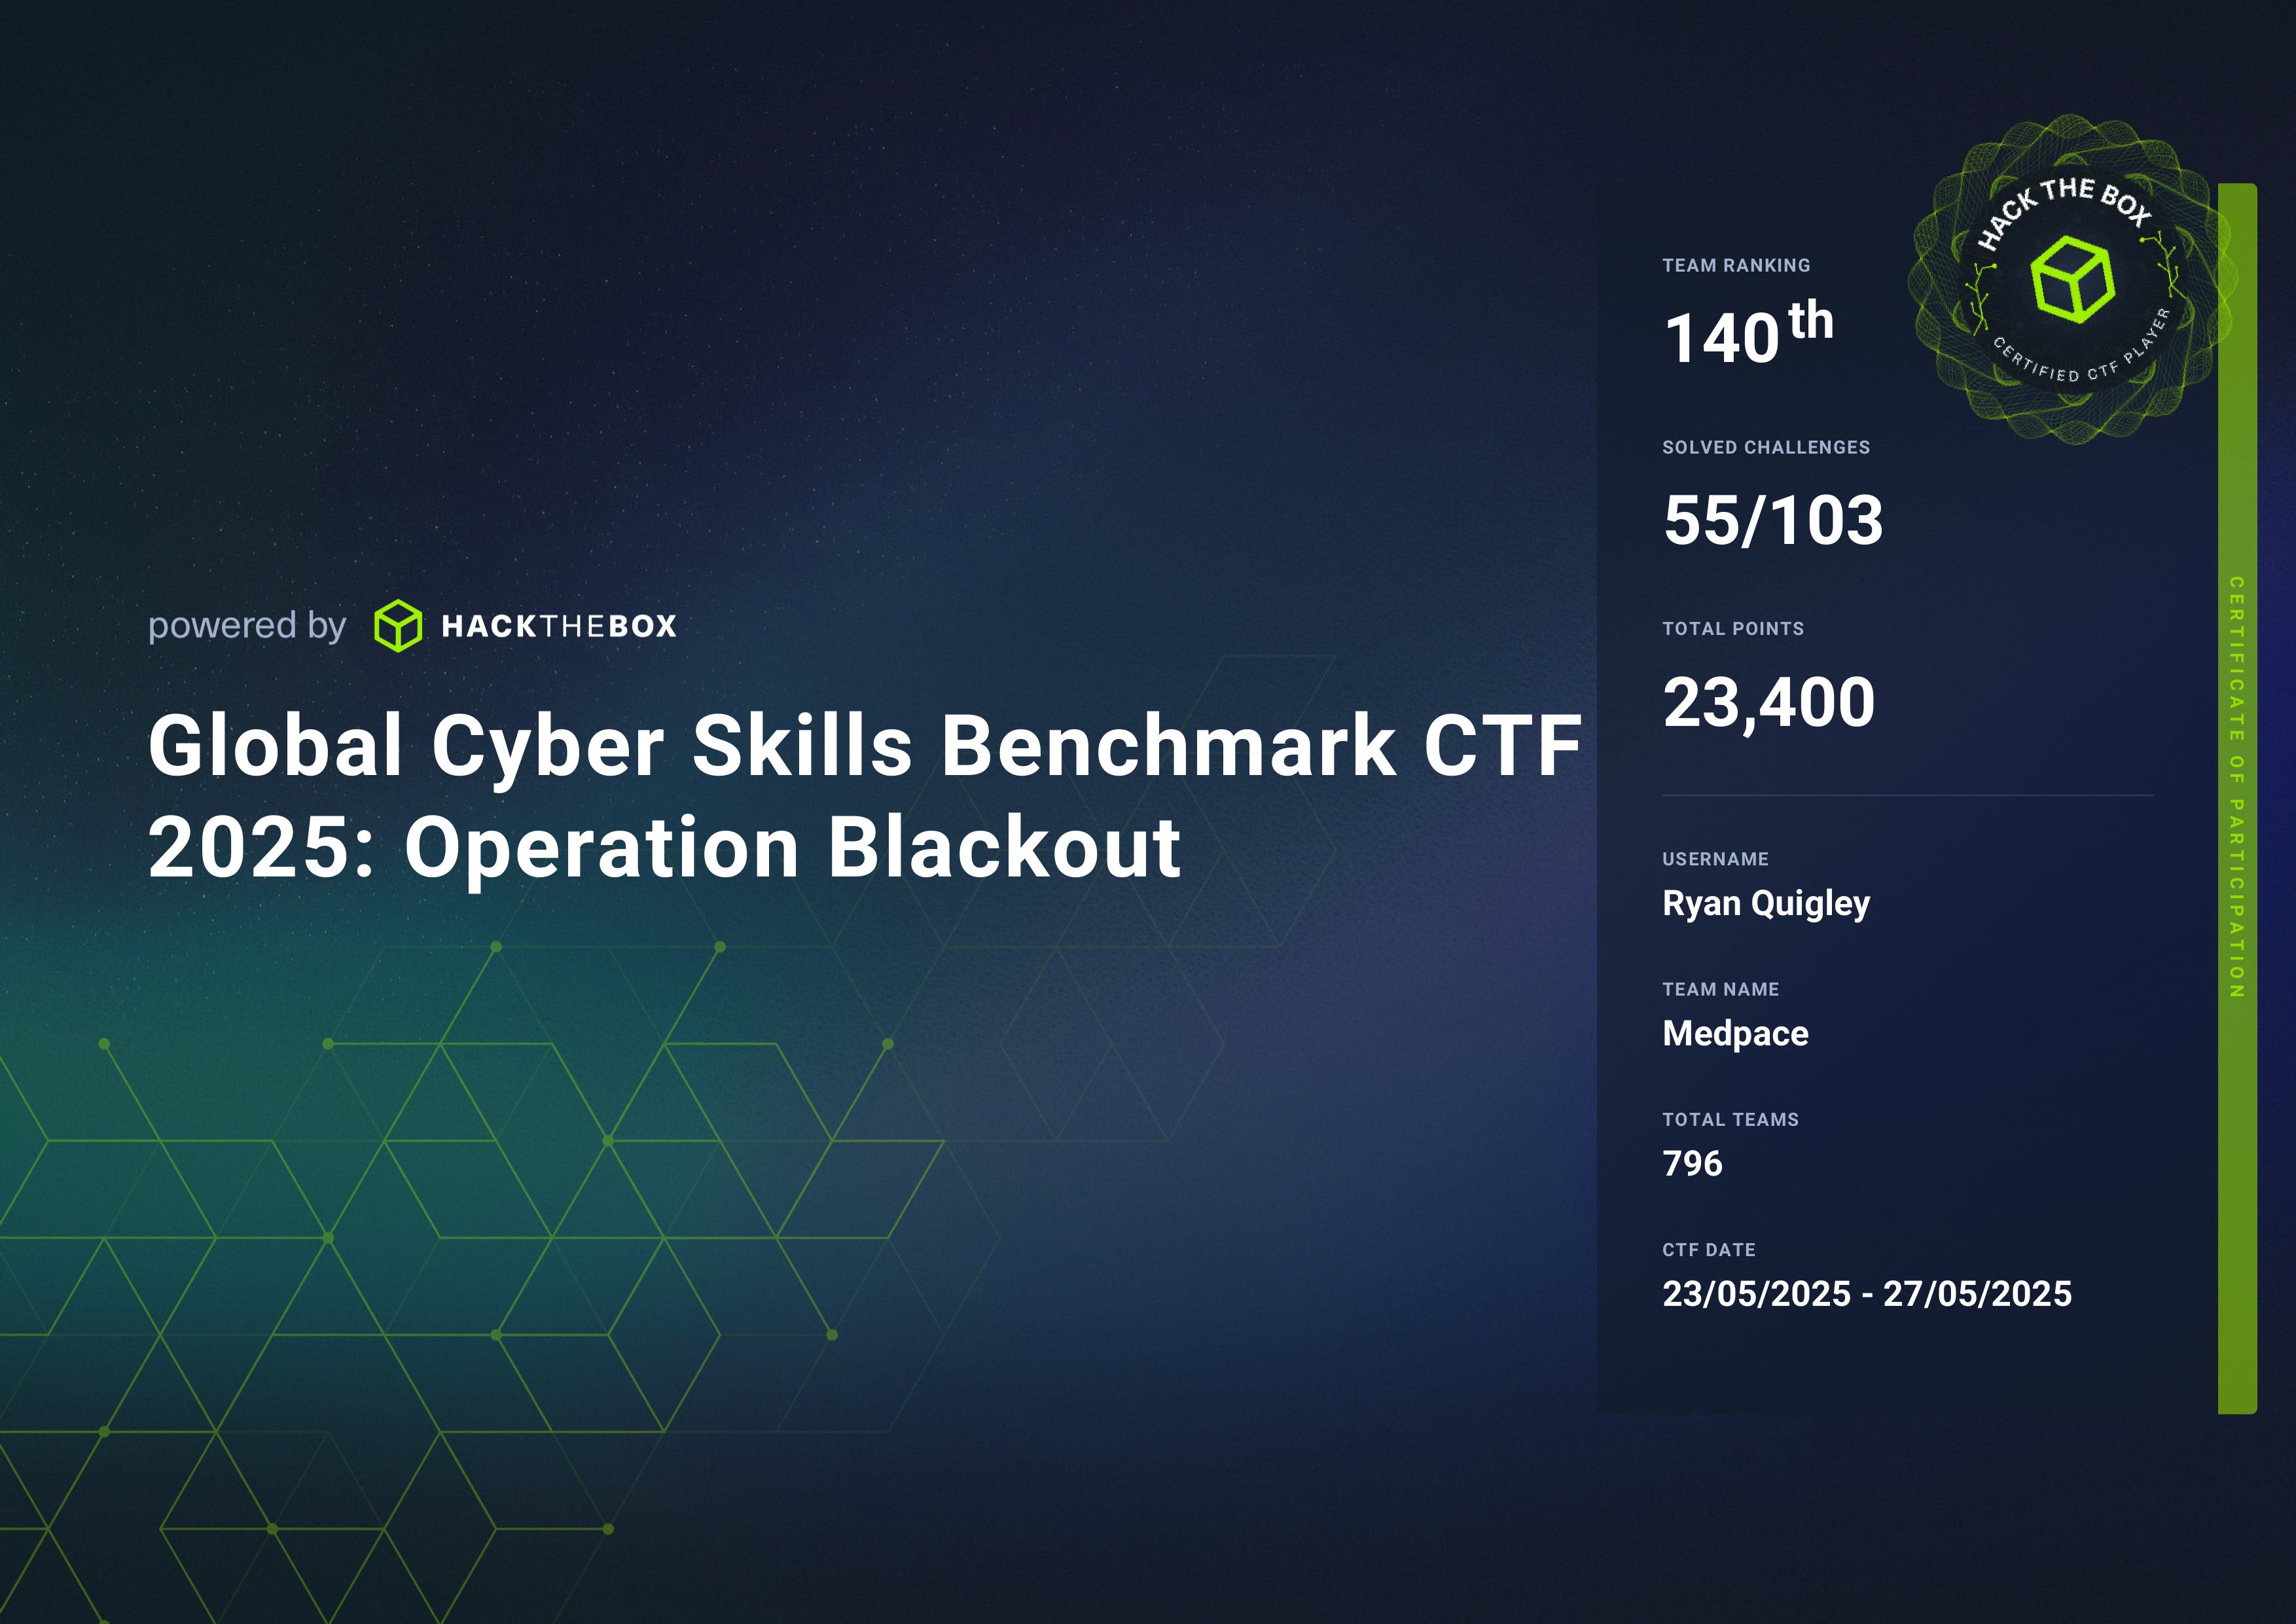 powered by HACKTHEBOX
Global Cyber Skills Benchmark CTF
2025: Operation Blackout
TEAM RANKING
140th
SOLVED CHALLENGES
55/103
TOTAL POINTS
23,400
USERNAME
Ryan Quigley
TEAM NAME
Medpace
TOTAL TEAMS
796
CTF DATE
23/05/2025 - 27/05/2025
HACK THE BOX
CERTIFIED CTF PLAYER
CERTIFICATE OF PARTICIPATION